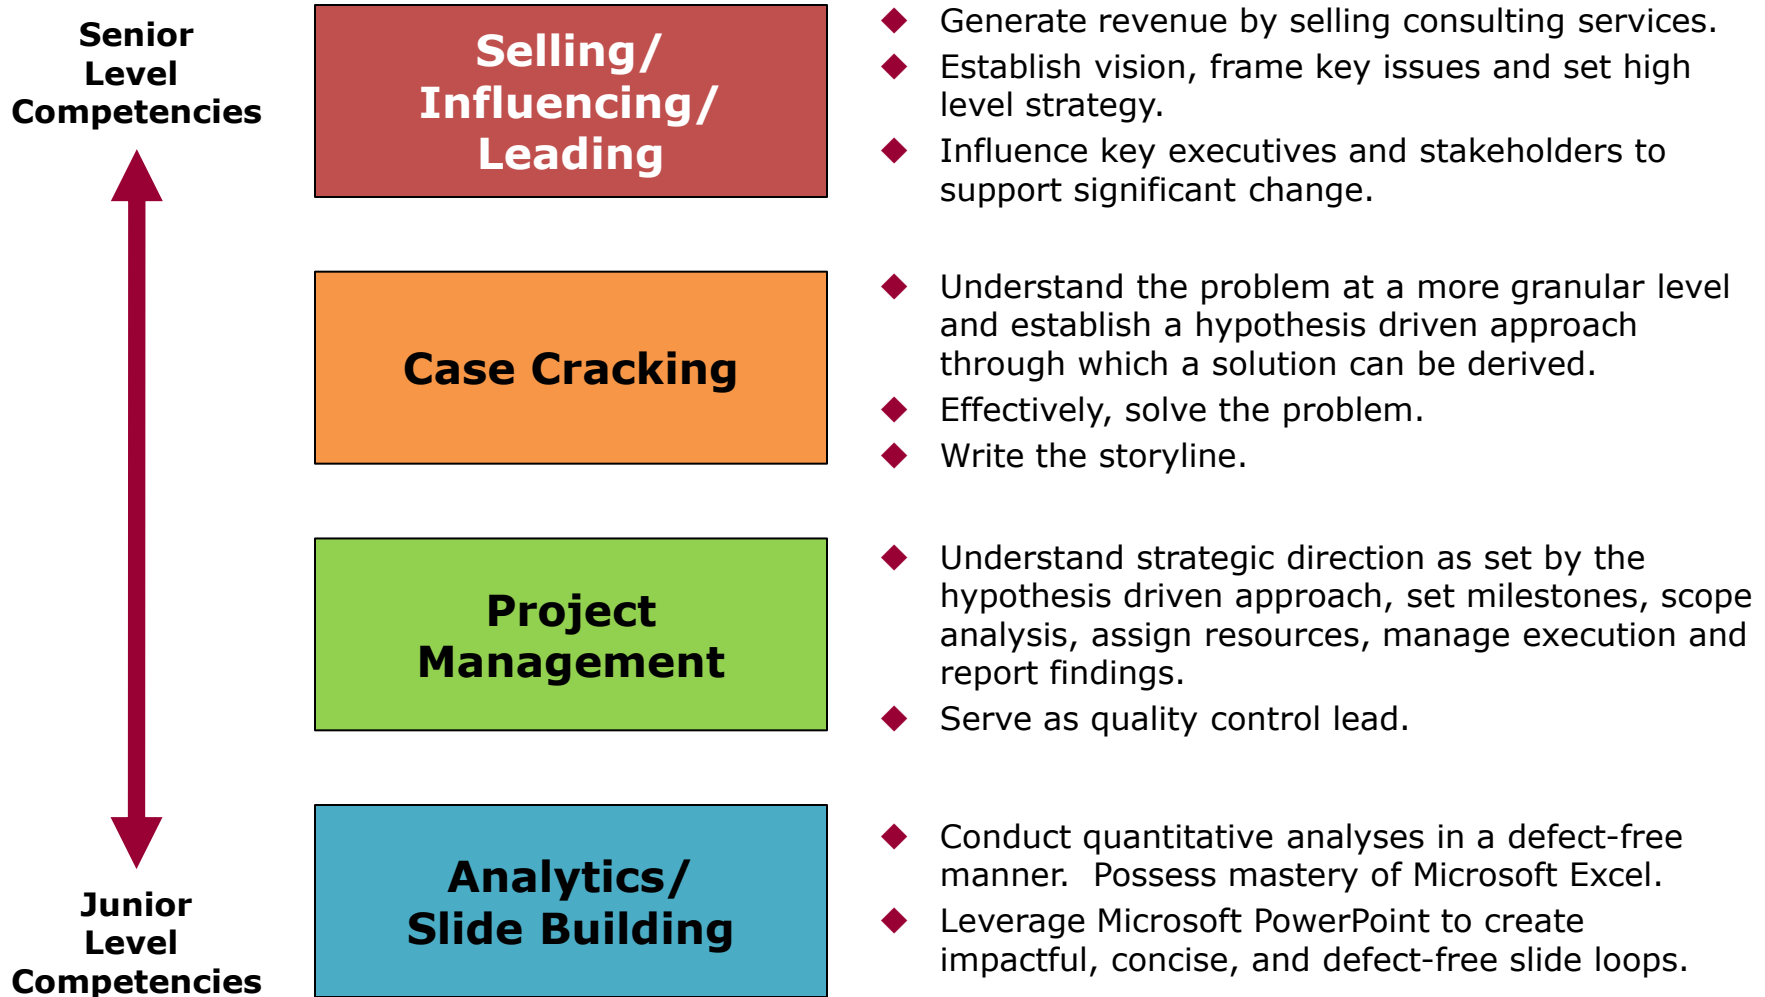 Senior
Level
Competencies
Selling/
Influencing/
Leading
Generate revenue by selling consulting services.
Establish vision, frame key issues and set high
level strategy.
Influence key executives and stakeholders to
support significant change.
Case Cracking
Understand the problem at a more granular level
and establish a hypothesis driven approach
through which a solution can be derived.
Effectively, solve the problem.
Write the storyline.
Project
Management
Understand strategic direction as set by the
hypothesis driven approach, set milestones, scope
analysis, assign resources, manage execution and
report findings.
Serve as quality control lead.
Junior
Level
Competencies
Analytics/
Slide Building
Conduct quantitative analyses in a defect-free
manner.  Possess mastery of Microsoft Excel.
Leverage Microsoft PowerPoint to create
impactful, concise, and defect-free slide loops.